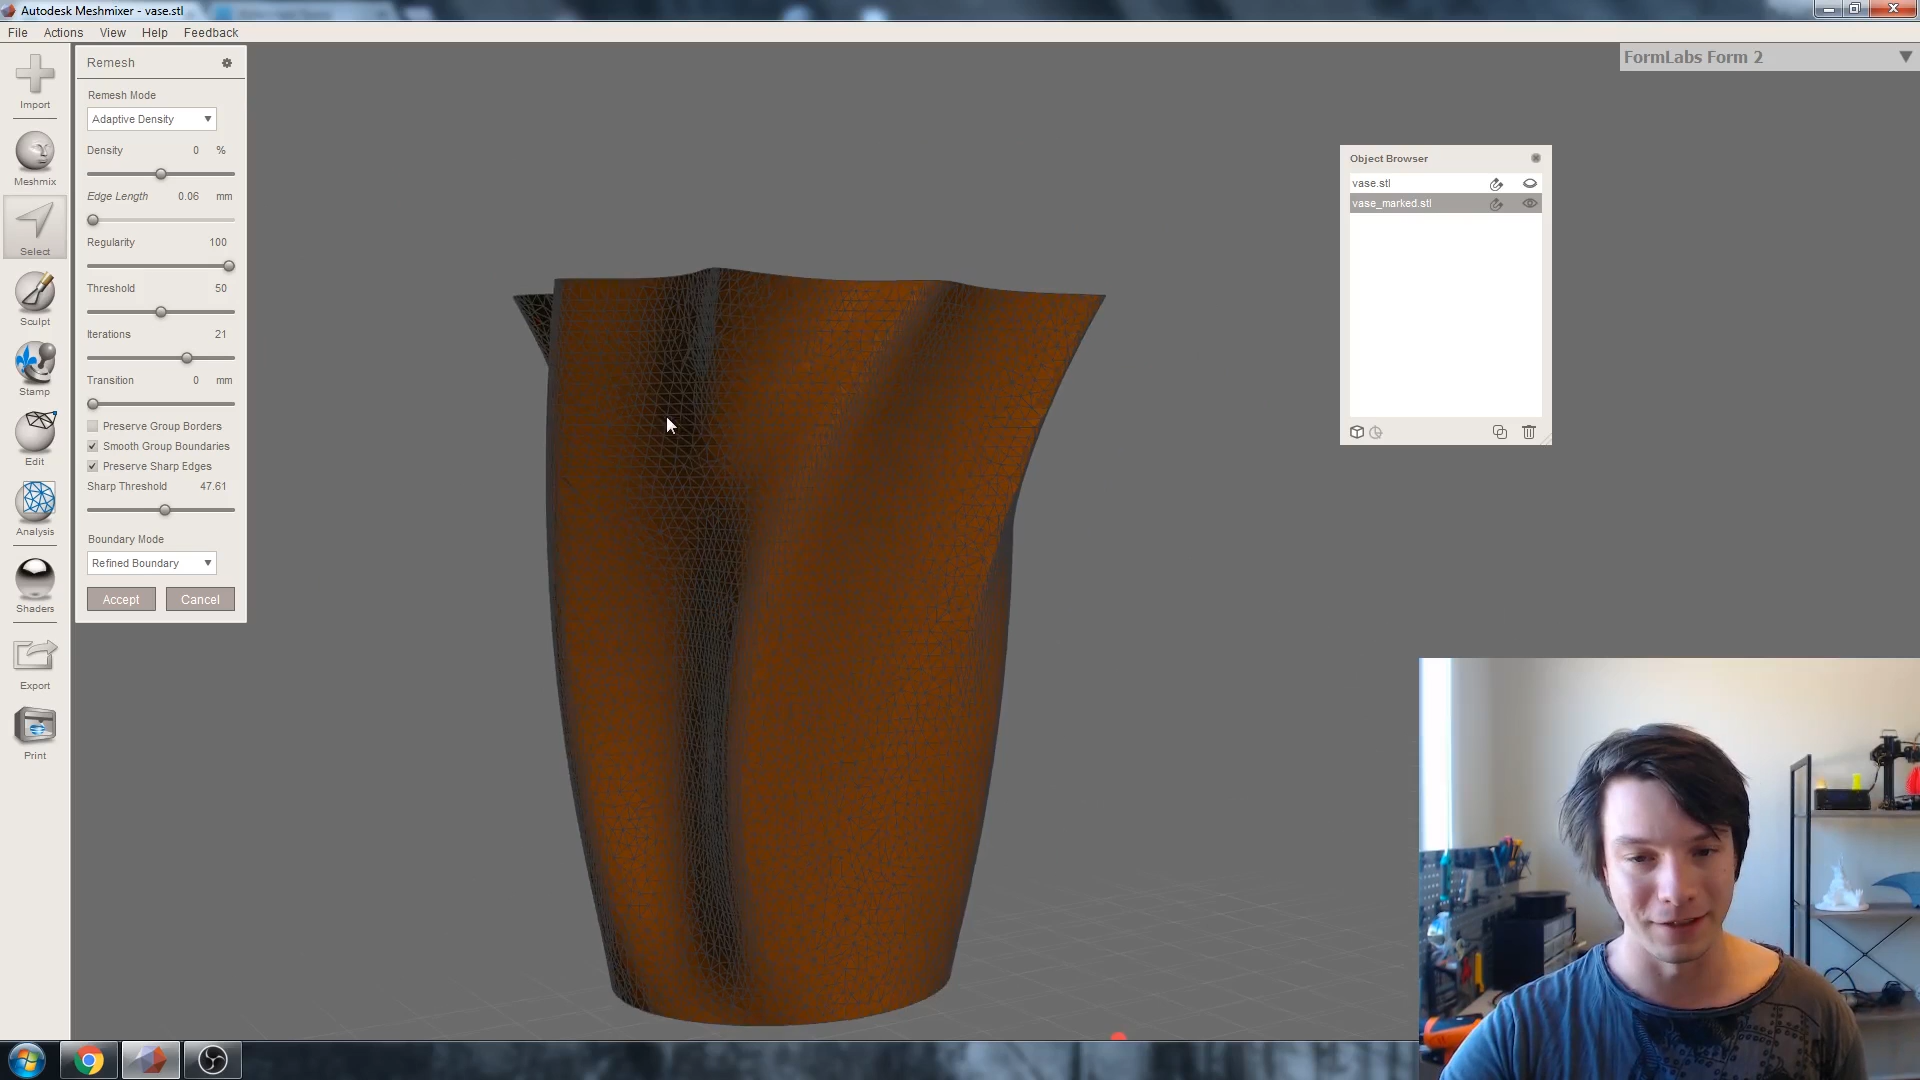 Autodesk Meshmixer - vase.stl
File Actions View Help Feedback
Import
Meshmix
Select
Sculpt
Stamp
Edit
Analysis
Shaders
Export
Print
Remesh
Remesh Mode
Adaptive Density
Density 0 %
Edge Length 0.06 mm
Regularity 100
Threshold 50
Iterations 21
Transition 0 mm
Preserve Group Borders
Smooth Group Boundaries
Preserve Sharp Edges
Sharp Threshold 47.61
Boundary Mode
Refined Boundary
Accept Cancel
FormLabs Form 2
Object Browser
vase.stl
vase_marked.stl